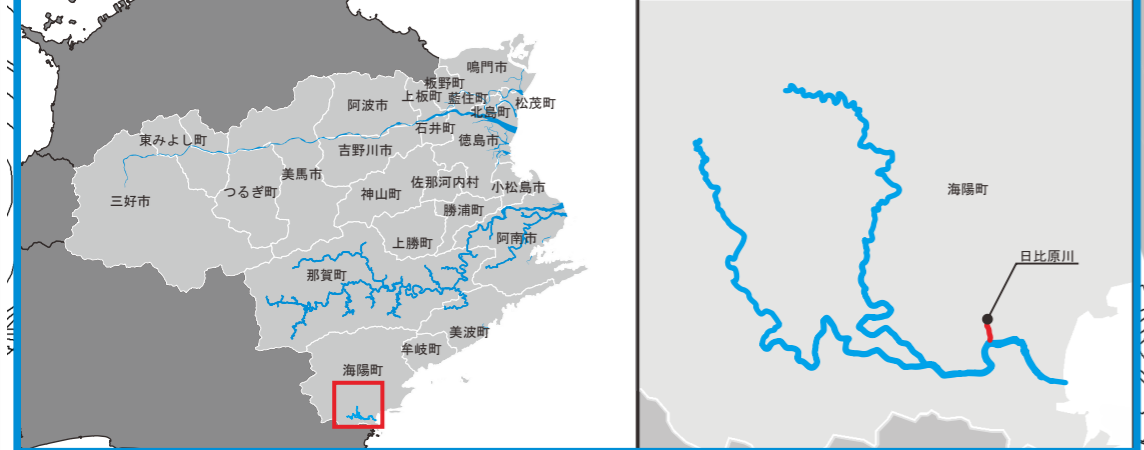 鳴門市
板野町
上板町
藍住町
松茂町
北島町
阿波市
石井町
徳島市
東みよし町
吉野川市
美馬市
佐那河内村
つるぎ町
神山町
小松島市
三好市
勝浦町
上勝町
阿南市
那賀町
美波町
牟岐町
海陽町
海陽町
日比原川